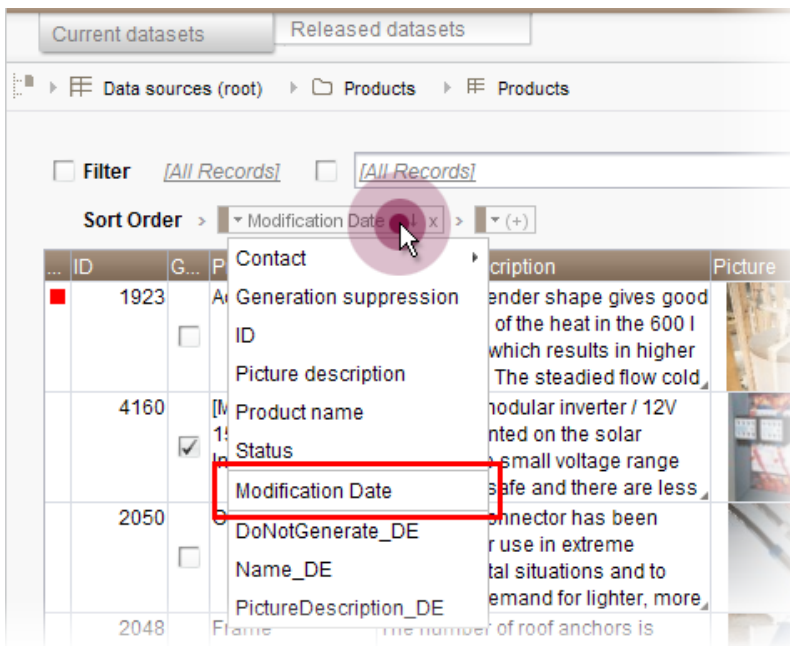 Current datasets
Released datasets
Data sources (root) Products Products
Filter [All Records] [All Records]
Sort Order > Modification Date ↓ x > (+)
... ID G... P cription Picture
Contact
Generation suppression
ID
Picture description
Product name
Status
Modification Date
DoNotGenerate_DE
Name_DE
PictureDescription_DE
1923
ender shape gives good
of the heat in the 600 l
which results in higher
The steadied flow cold
4160
modular inverter / 12V
nted on the solar
small voltage range
safe and there are less
2050
onnector has been
r use in extreme
tal situations and to
emand for lighter, more
2048 Frame The number of roof anchors is